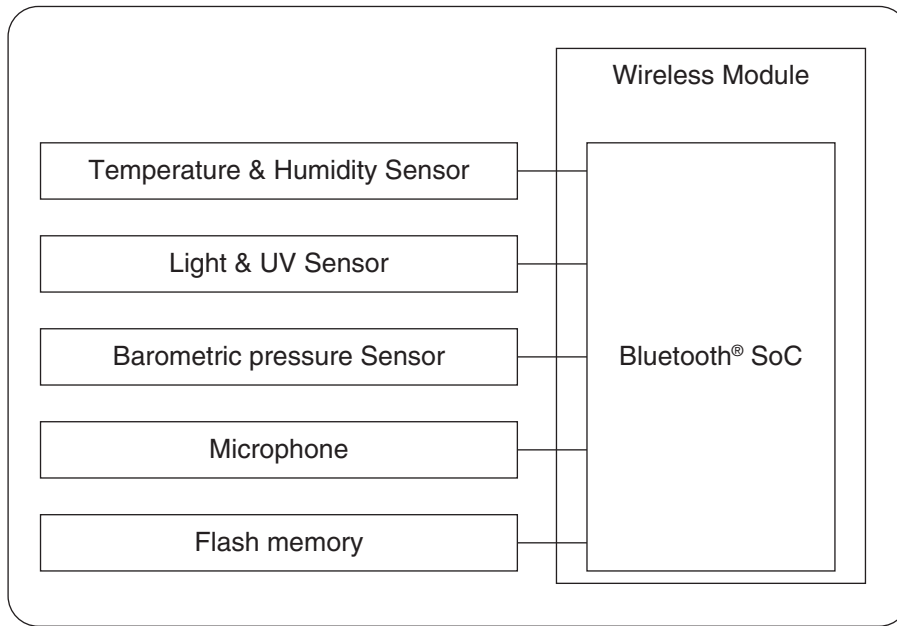 Wireless Module
Temperature & Humidity Sensor
Light & UV Sensor
Barometric pressure Sensor
Bluetooth® SoC
Microphone
Flash memory